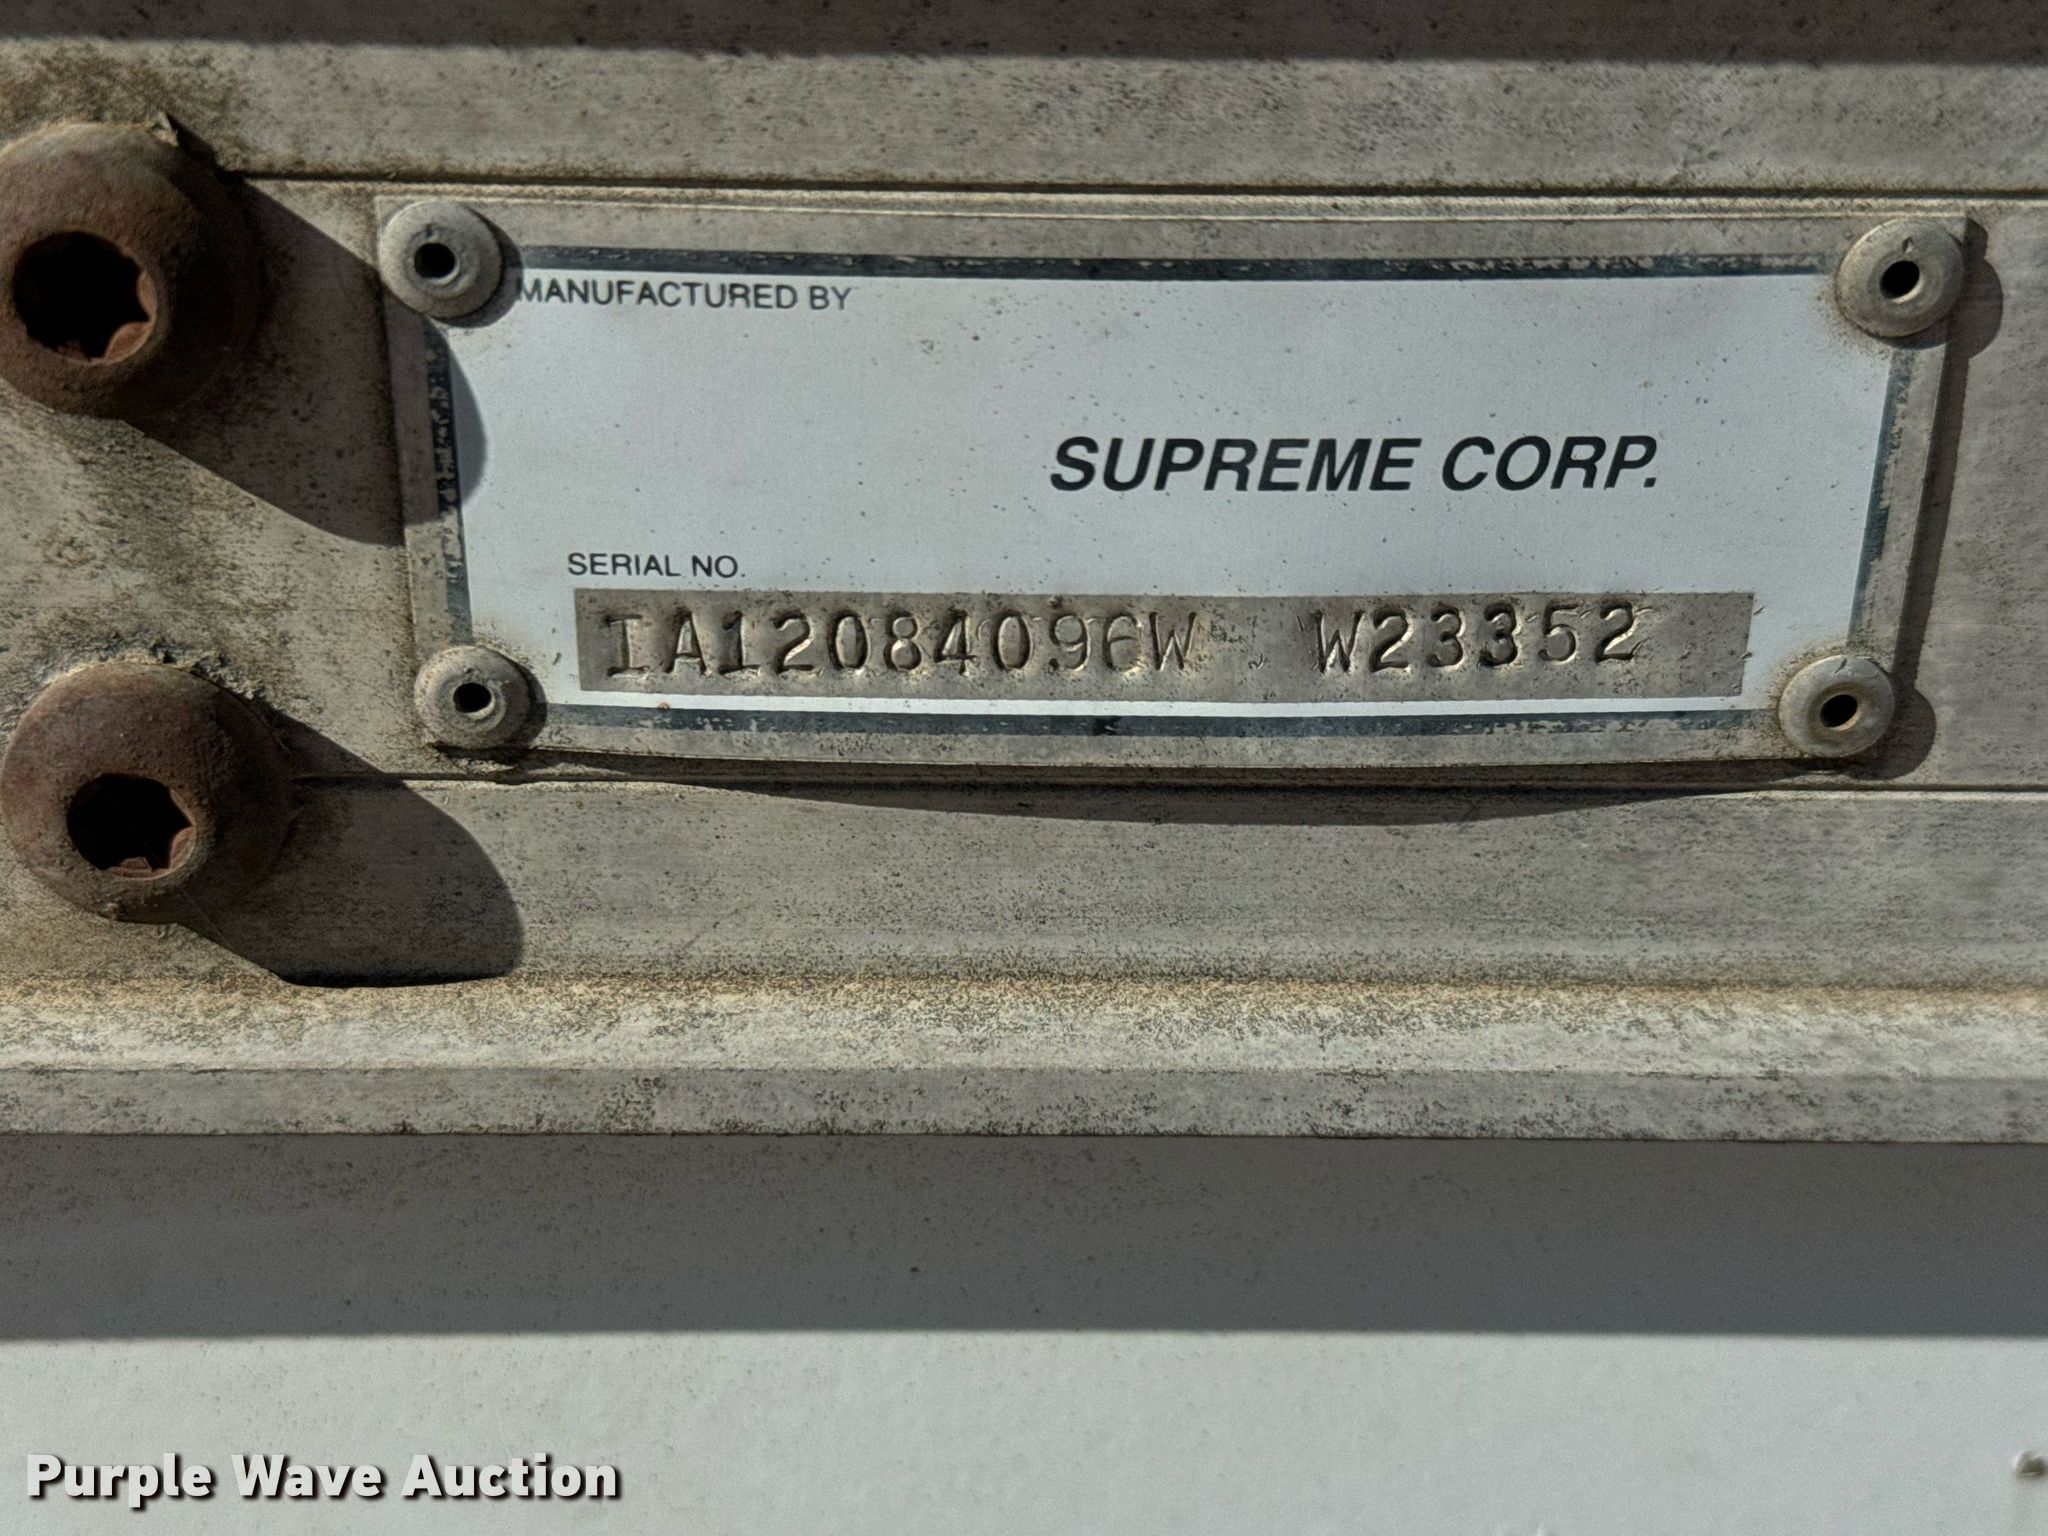 MANUFACTURED BY
SUPREME CORP.
SERIAL NO.
IA12084096W W23352
Purple Wave Auction